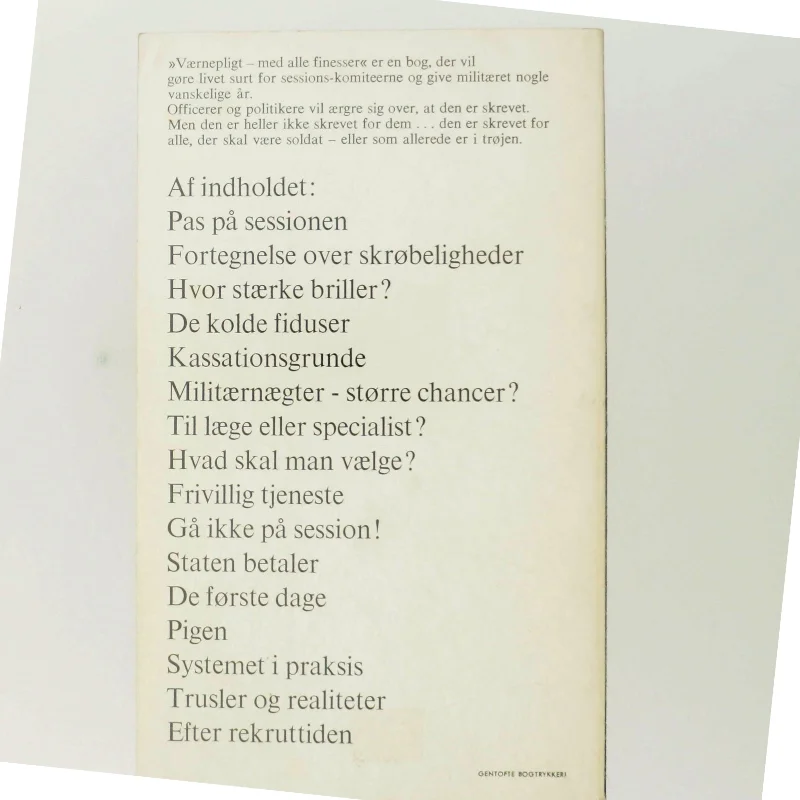 »Værnepligt – med alle finesser« er en bog, der vil
gøre livet surt for sessions-komiteerne og give militæret nogle
vanskelige år.
Officerer og politikere vil ærgre sig over, at den er skrevet.
Men den er heller ikke skrevet for dem . . . den er skrevet for
alle, der skal være soldat – eller som allerede er i trøjen.
Af indholdet:
Pas på sessionen
Fortegnelse over skrøbeligheder
Hvor stærke briller?
De kolde fiduser
Kassationsgrunde
Militærnægter - større chancer?
Til læge eller specialist?
Hvad skal man vælge?
Frivillig tjeneste
Gå ikke på session!
Staten betaler
De første dage
Pigen
Systemet i praksis
Trusler og realiteter
Efter rekruttiden
GENTOFTE BOGTRYKKERI